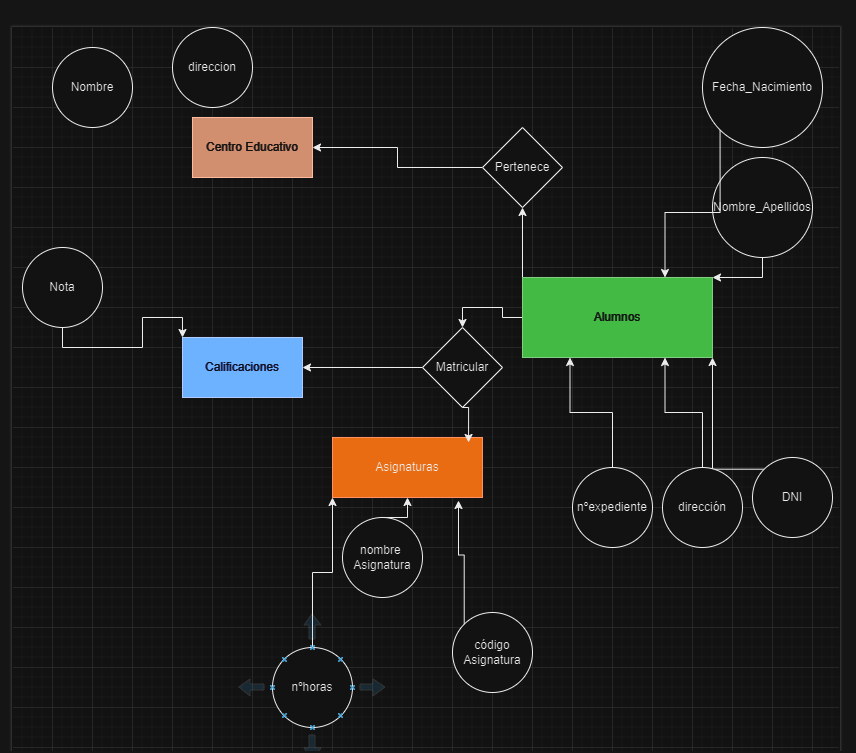 Nombre
direccion
Fecha_Nacimiento
Centro Educativo
Pertenece
Nombre_Apellidos
Nota
Alumnos
Calificaciones
Matricular
Asignaturas
nºexpediente
dirección
DNI
nombre
Asignatura
código
Asignatura
nºhoras